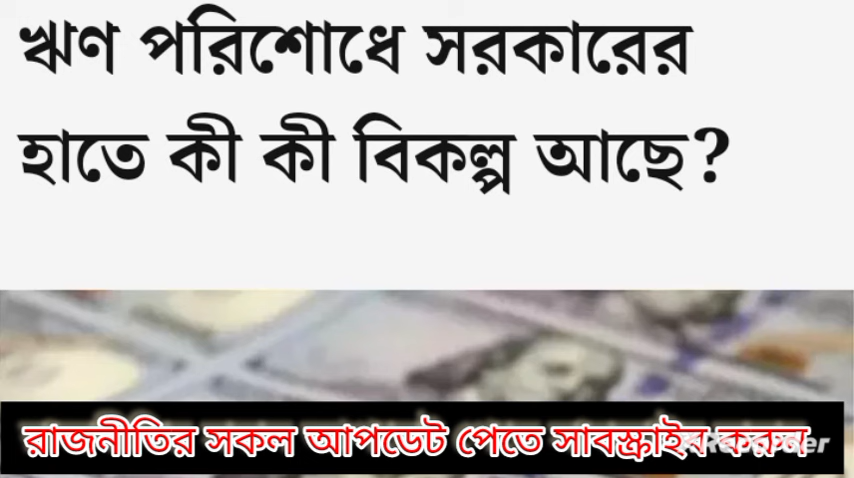 ঋণ পরিশোধে সরকারের
হাতে কী কী বিকল্প আছে?
রাজনীতির সকল আপডেট পেতে সাবস্ক্রাইব করুন